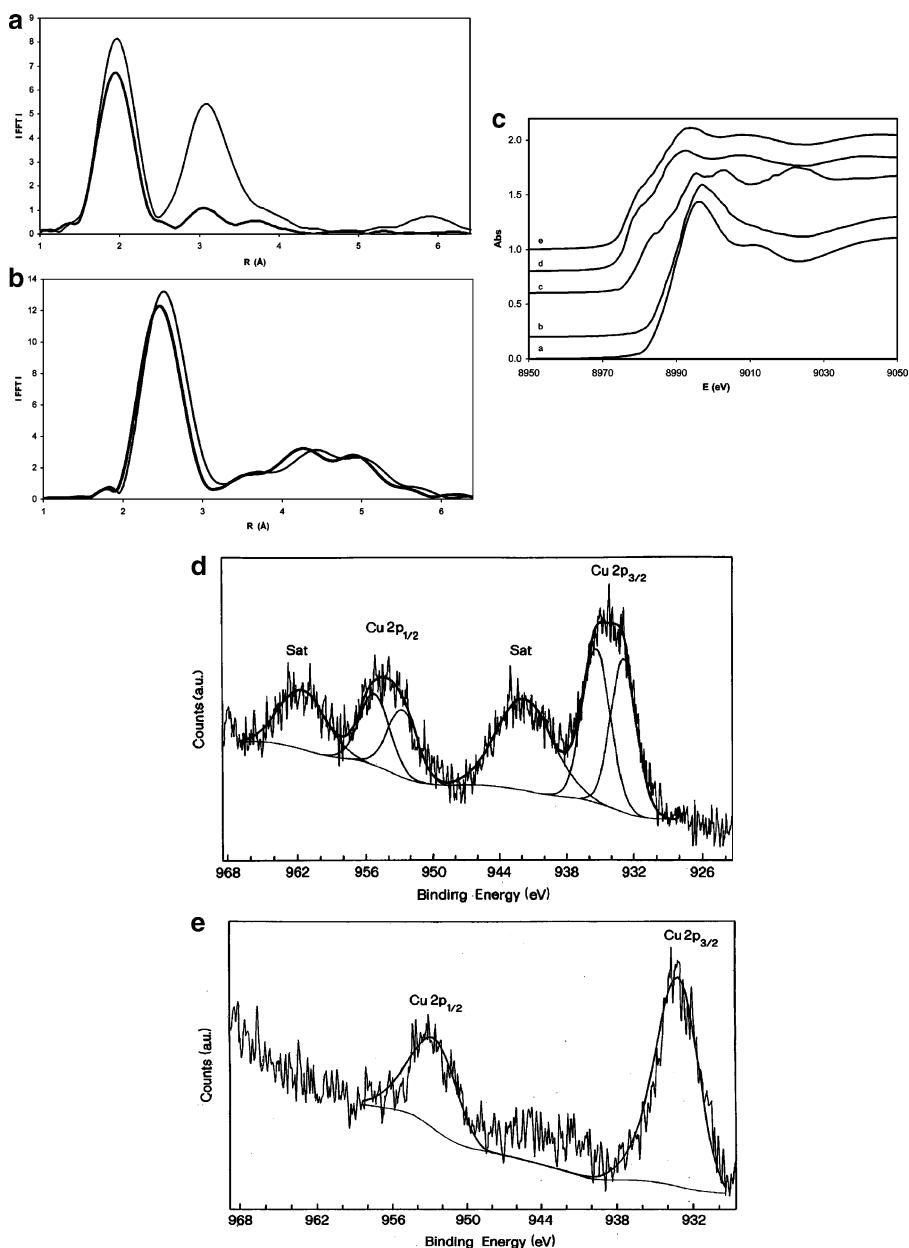 a
9
8
7
6
5
4
3
2
1
0
I FFT I
1 2 3 4 5 6
R (Å)
b
14
12
10
8
6
4
2
0
I FFT I
1 2 3 4 5 6
R (Å)
c
2.0
1.5
1.0
0.5
0.0
Abs
e
d
c
b
a
8950 8970 8990 9010 9030 9050
E (eV)
d
Cu 2p3/2
Cu 2p1/2
Sat
Sat
Counts (a.u.)
968 962 956 950 944 938 932 926
Binding Energy (eV)
e
Cu 2p3/2
Cu 2p1/2
Counts (a.u.)
968 962 956 950 944 938 932
Binding Energy (eV)